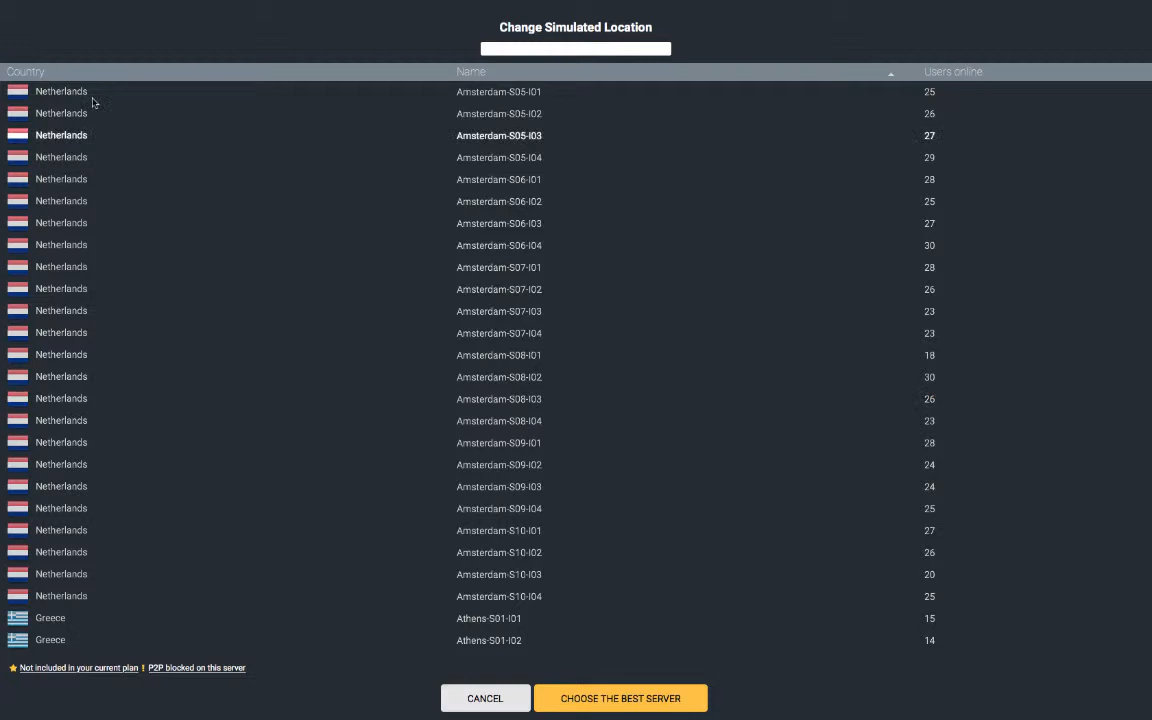 Change Simulated Location
Country Name Users online
Netherlands Amsterdam-S05-I01 25
Netherlands Amsterdam-S05-I02 26
Netherlands Amsterdam-S05-I03 27
Netherlands Amsterdam-S05-I04 29
Netherlands Amsterdam-S06-I01 28
Netherlands Amsterdam-S06-I02 25
Netherlands Amsterdam-S06-I03 27
Netherlands Amsterdam-S06-I04 30
Netherlands Amsterdam-S07-I01 28
Netherlands Amsterdam-S07-I02 26
Netherlands Amsterdam-S07-I03 23
Netherlands Amsterdam-S07-I04 23
Netherlands Amsterdam-S08-I01 18
Netherlands Amsterdam-S08-I02 30
Netherlands Amsterdam-S08-I03 26
Netherlands Amsterdam-S08-I04 23
Netherlands Amsterdam-S09-I01 28
Netherlands Amsterdam-S09-I02 24
Netherlands Amsterdam-S09-I03 24
Netherlands Amsterdam-S09-I04 25
Netherlands Amsterdam-S10-I01 27
Netherlands Amsterdam-S10-I02 26
Netherlands Amsterdam-S10-I03 20
Netherlands Amsterdam-S10-I04 25
Greece Athens-S01-I01 15
Greece Athens-S01-I02 14
Not included in your current plan ! P2P blocked on this server
CANCEL CHOOSE THE BEST SERVER